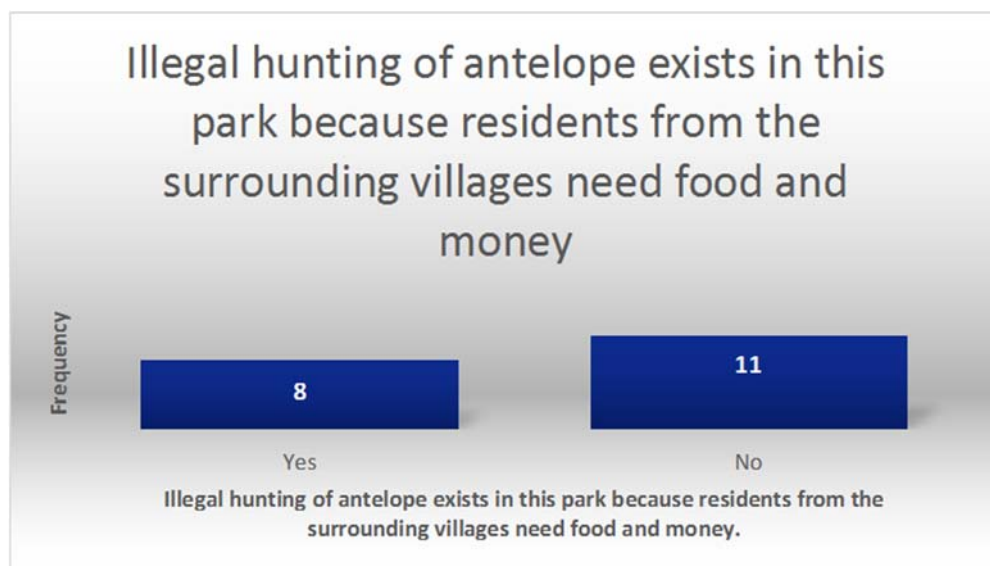 Illegal hunting of antelope exists in this
park because residents from the
surrounding villages need food and
money
Frequency
8
11
Yes
No
Illegal hunting of antelope exists in this park because residents from the
surrounding villages need food and money.